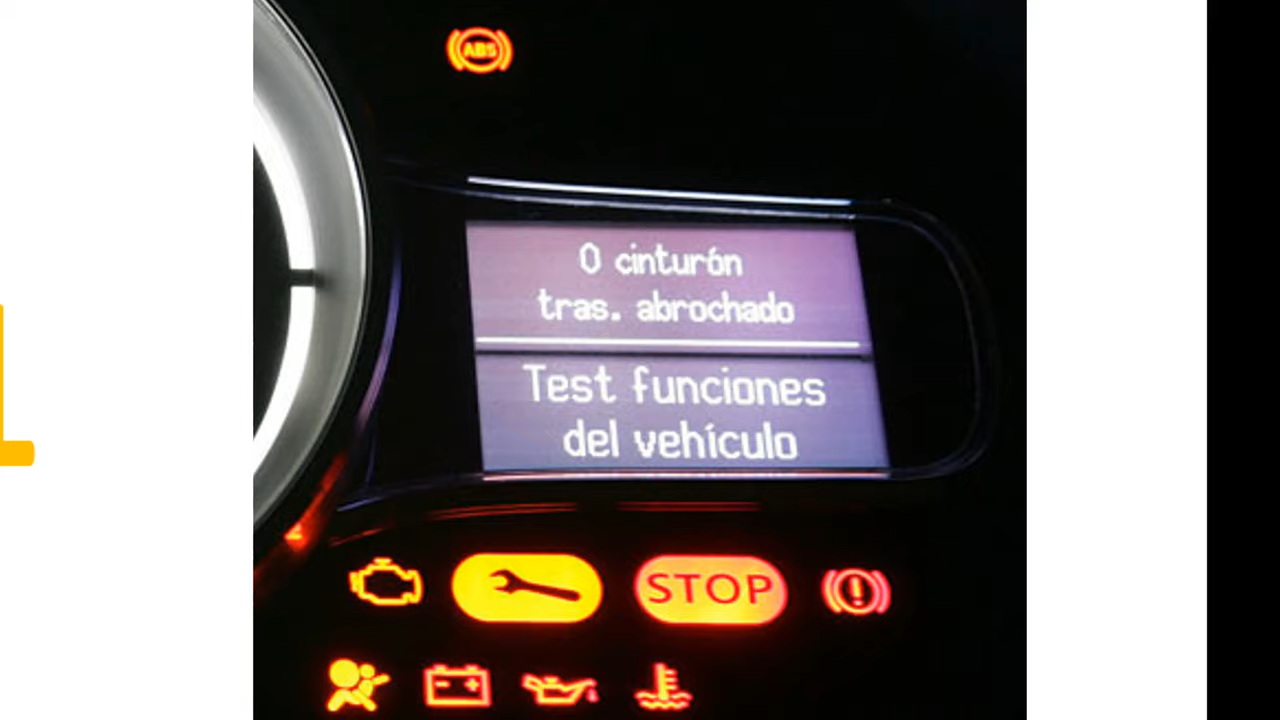 ABS
0 cinturón
tras. abrochado
Test funciones
del vehículo
STOP